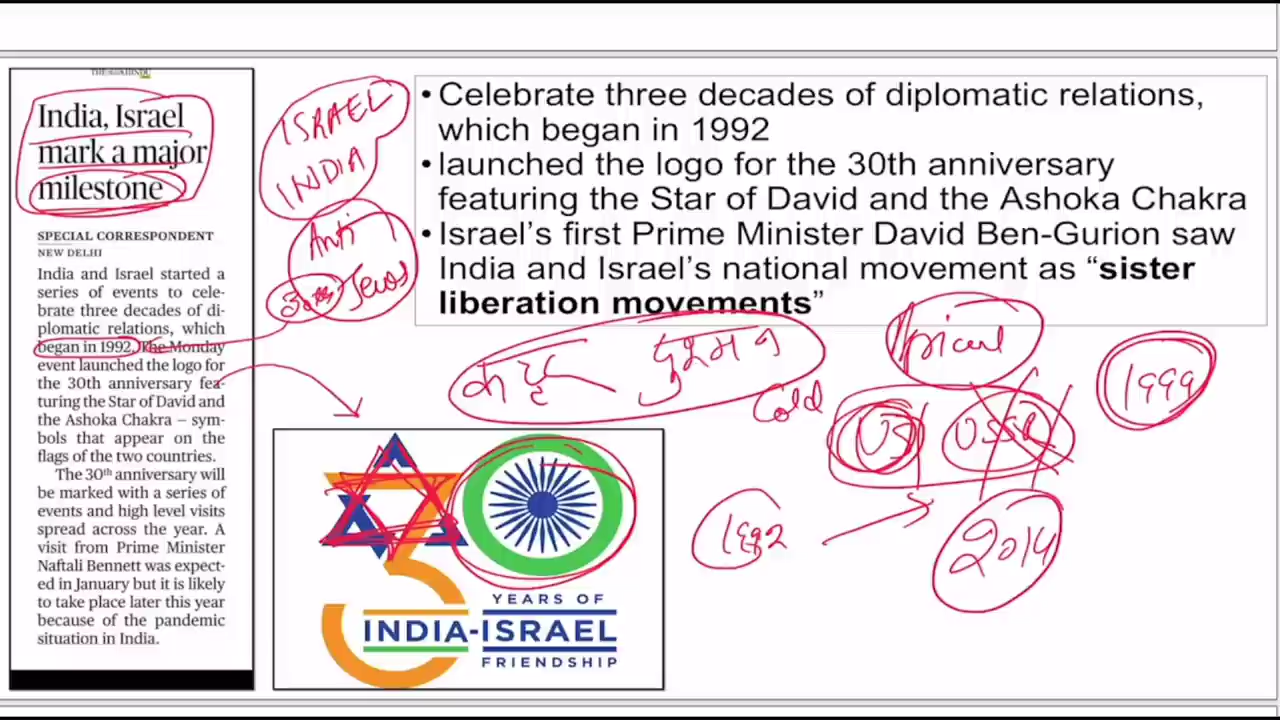 THE HINDU
India, Israel
mark a major
milestone
SPECIAL CORRESPONDENT
NEW DELHI
India and Israel started a
series of events to cele-
brate three decades of di-
plomatic relations, which
began in 1992. The Monday
event launched the logo for
the 30th anniversary fea-
turing the Star of David and
the Ashoka Chakra – sym-
bols that appear on the
flags of the two countries.
The 30th anniversary will
be marked with a series of
events and high level visits
spread across the year. A
visit from Prime Minister
Naftali Bennett was expect-
ed in January but it is likely
to take place later this year
because of the pandemic
situation in India.
ISRAEL
INDIA
Anti
Jews
• Celebrate three decades of diplomatic relations,
which began in 1992
• launched the logo for the 30th anniversary
featuring the Star of David and the Ashoka Chakra
• Israel's first Prime Minister David Ben-Gurion saw
India and Israel's national movement as “sister
liberation movements”
दुश्मन
Cold
US USSR
1999
1992
2014
30
YEARS OF
INDIA-ISRAEL
FRIENDSHIP